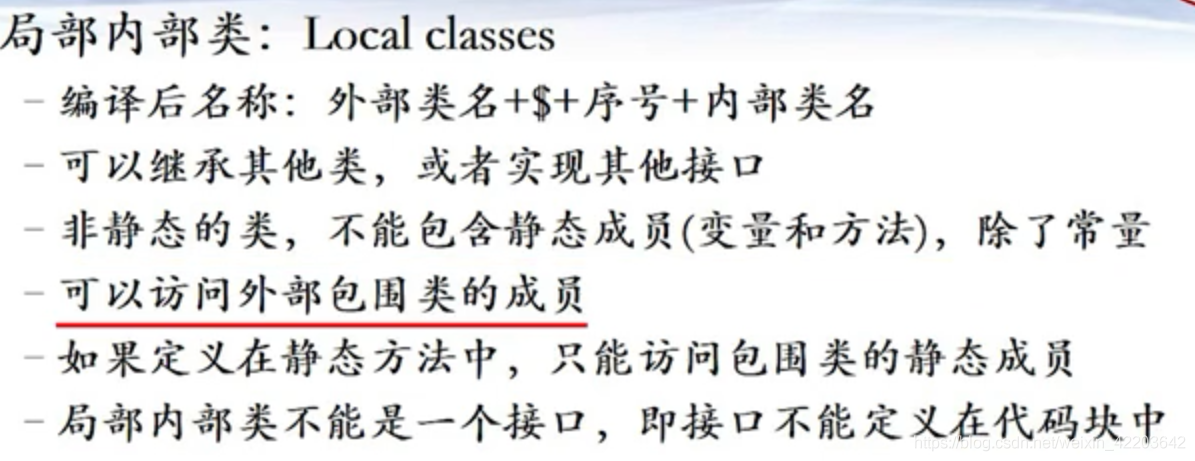 局部内部类：Local classes
– 编译后名称：外部类名+$+序号+内部类名
– 可以继承其他类，或者实现其他接口
– 非静态的类，不能包含静态成员(变量和方法)，除了常量
– 可以访问外部包围类的成员
– 如果定义在静态方法中，只能访问包围类的静态成员
– 局部内部类不能是一个接口，即接口不能定义在代码块中
https://blog.csdn.net/weixin_42203642